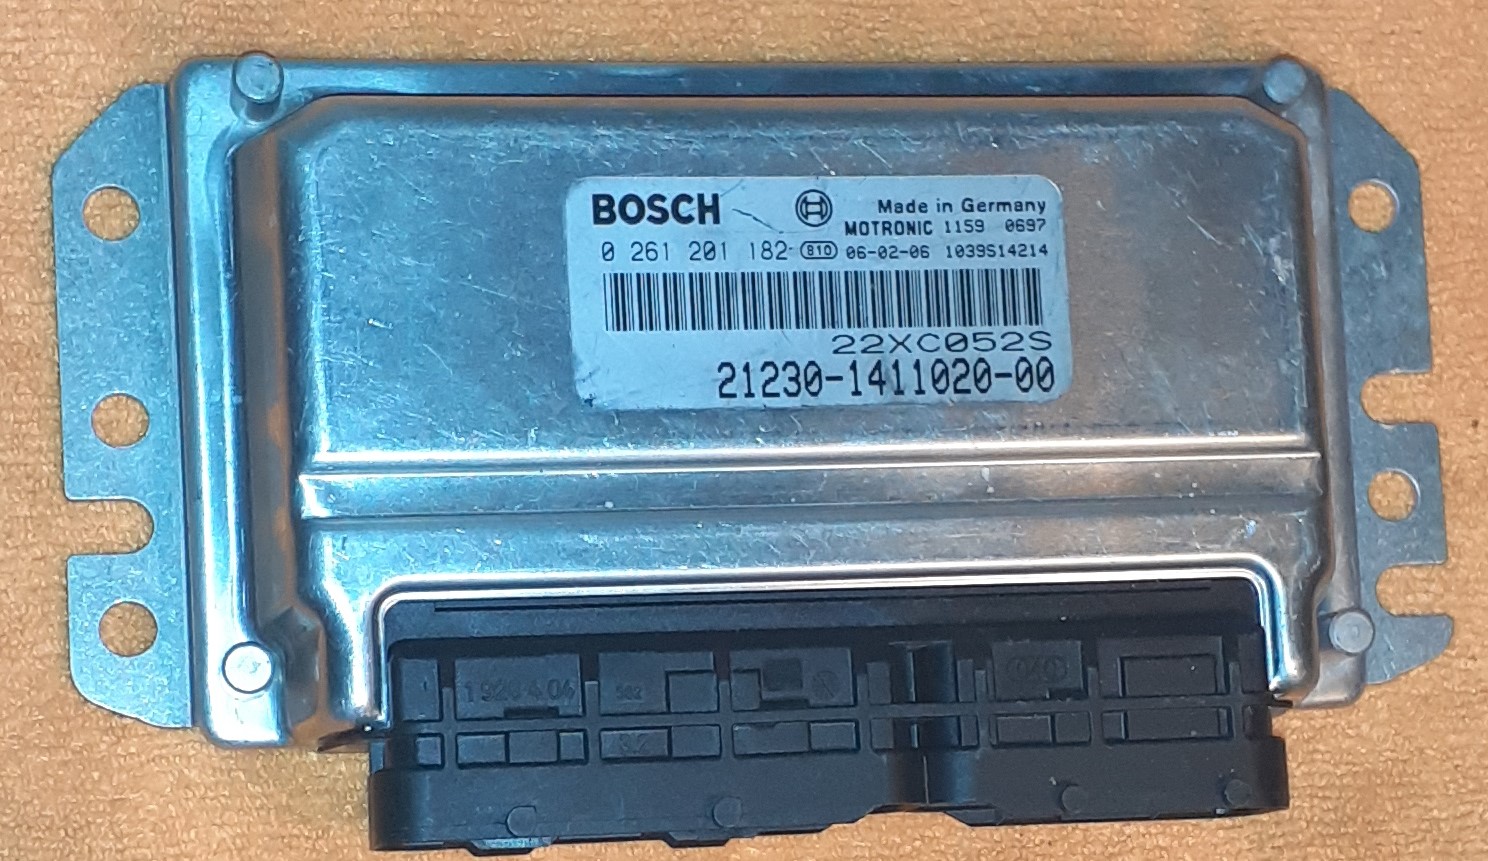 BOSCH
Made in Germany
MOTRONIC 1159 0697
0 261 201 182 810 06-02-06 1039S14214
22XC052S
21230-1411020-00
502